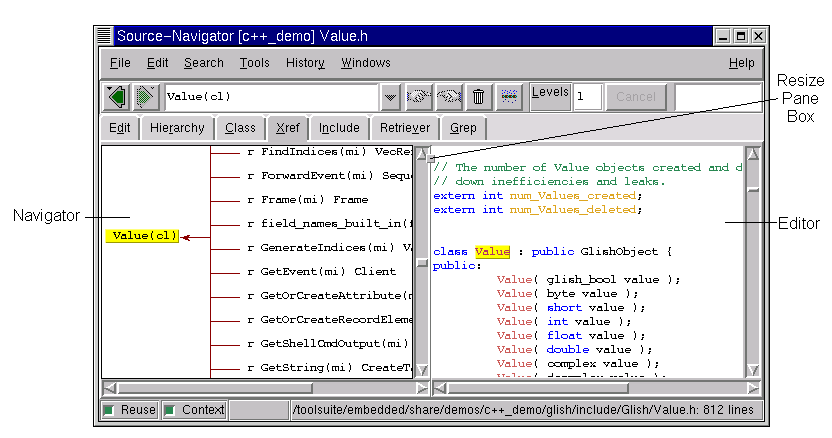 Source-Navigator [c++_demo] Value.h
File Edit Search Tools History Windows Help
Value(cl) Levels 1 Cancel
Resize
Pane
Box
Edit Hierarchy Class Xref Include Retriever Grep
r FindIndices(mi) VecRe
r ForwardEvent(mi) Seque
r Frame(mi) Frame
r field_names_built_in(f
r GenerateIndices(mi) Va
r GetEvent(mi) Client
r GetOrCreateAttribute(m
r GetOrCreateRecordEleme
r GetShellCmdOutput(mi)
r GetString(mi) CreateTa
Navigator
Value(cl)
// The number of Value objects created and d
// down inefficiencies and leaks.
extern int num_Values_created;
extern int num_Values_deleted;
class Value : public GlishObject {
public:
Value( glish_bool value );
Value( byte value );
Value( short value );
Value( int value );
Value( float value );
Value( double value );
Value( complex value );
Value( dcomplex value );
Editor
Reuse Context /toolsuite/embedded/share/demos/c++_demo/glish/include/Glish/Value.h: 812 lines